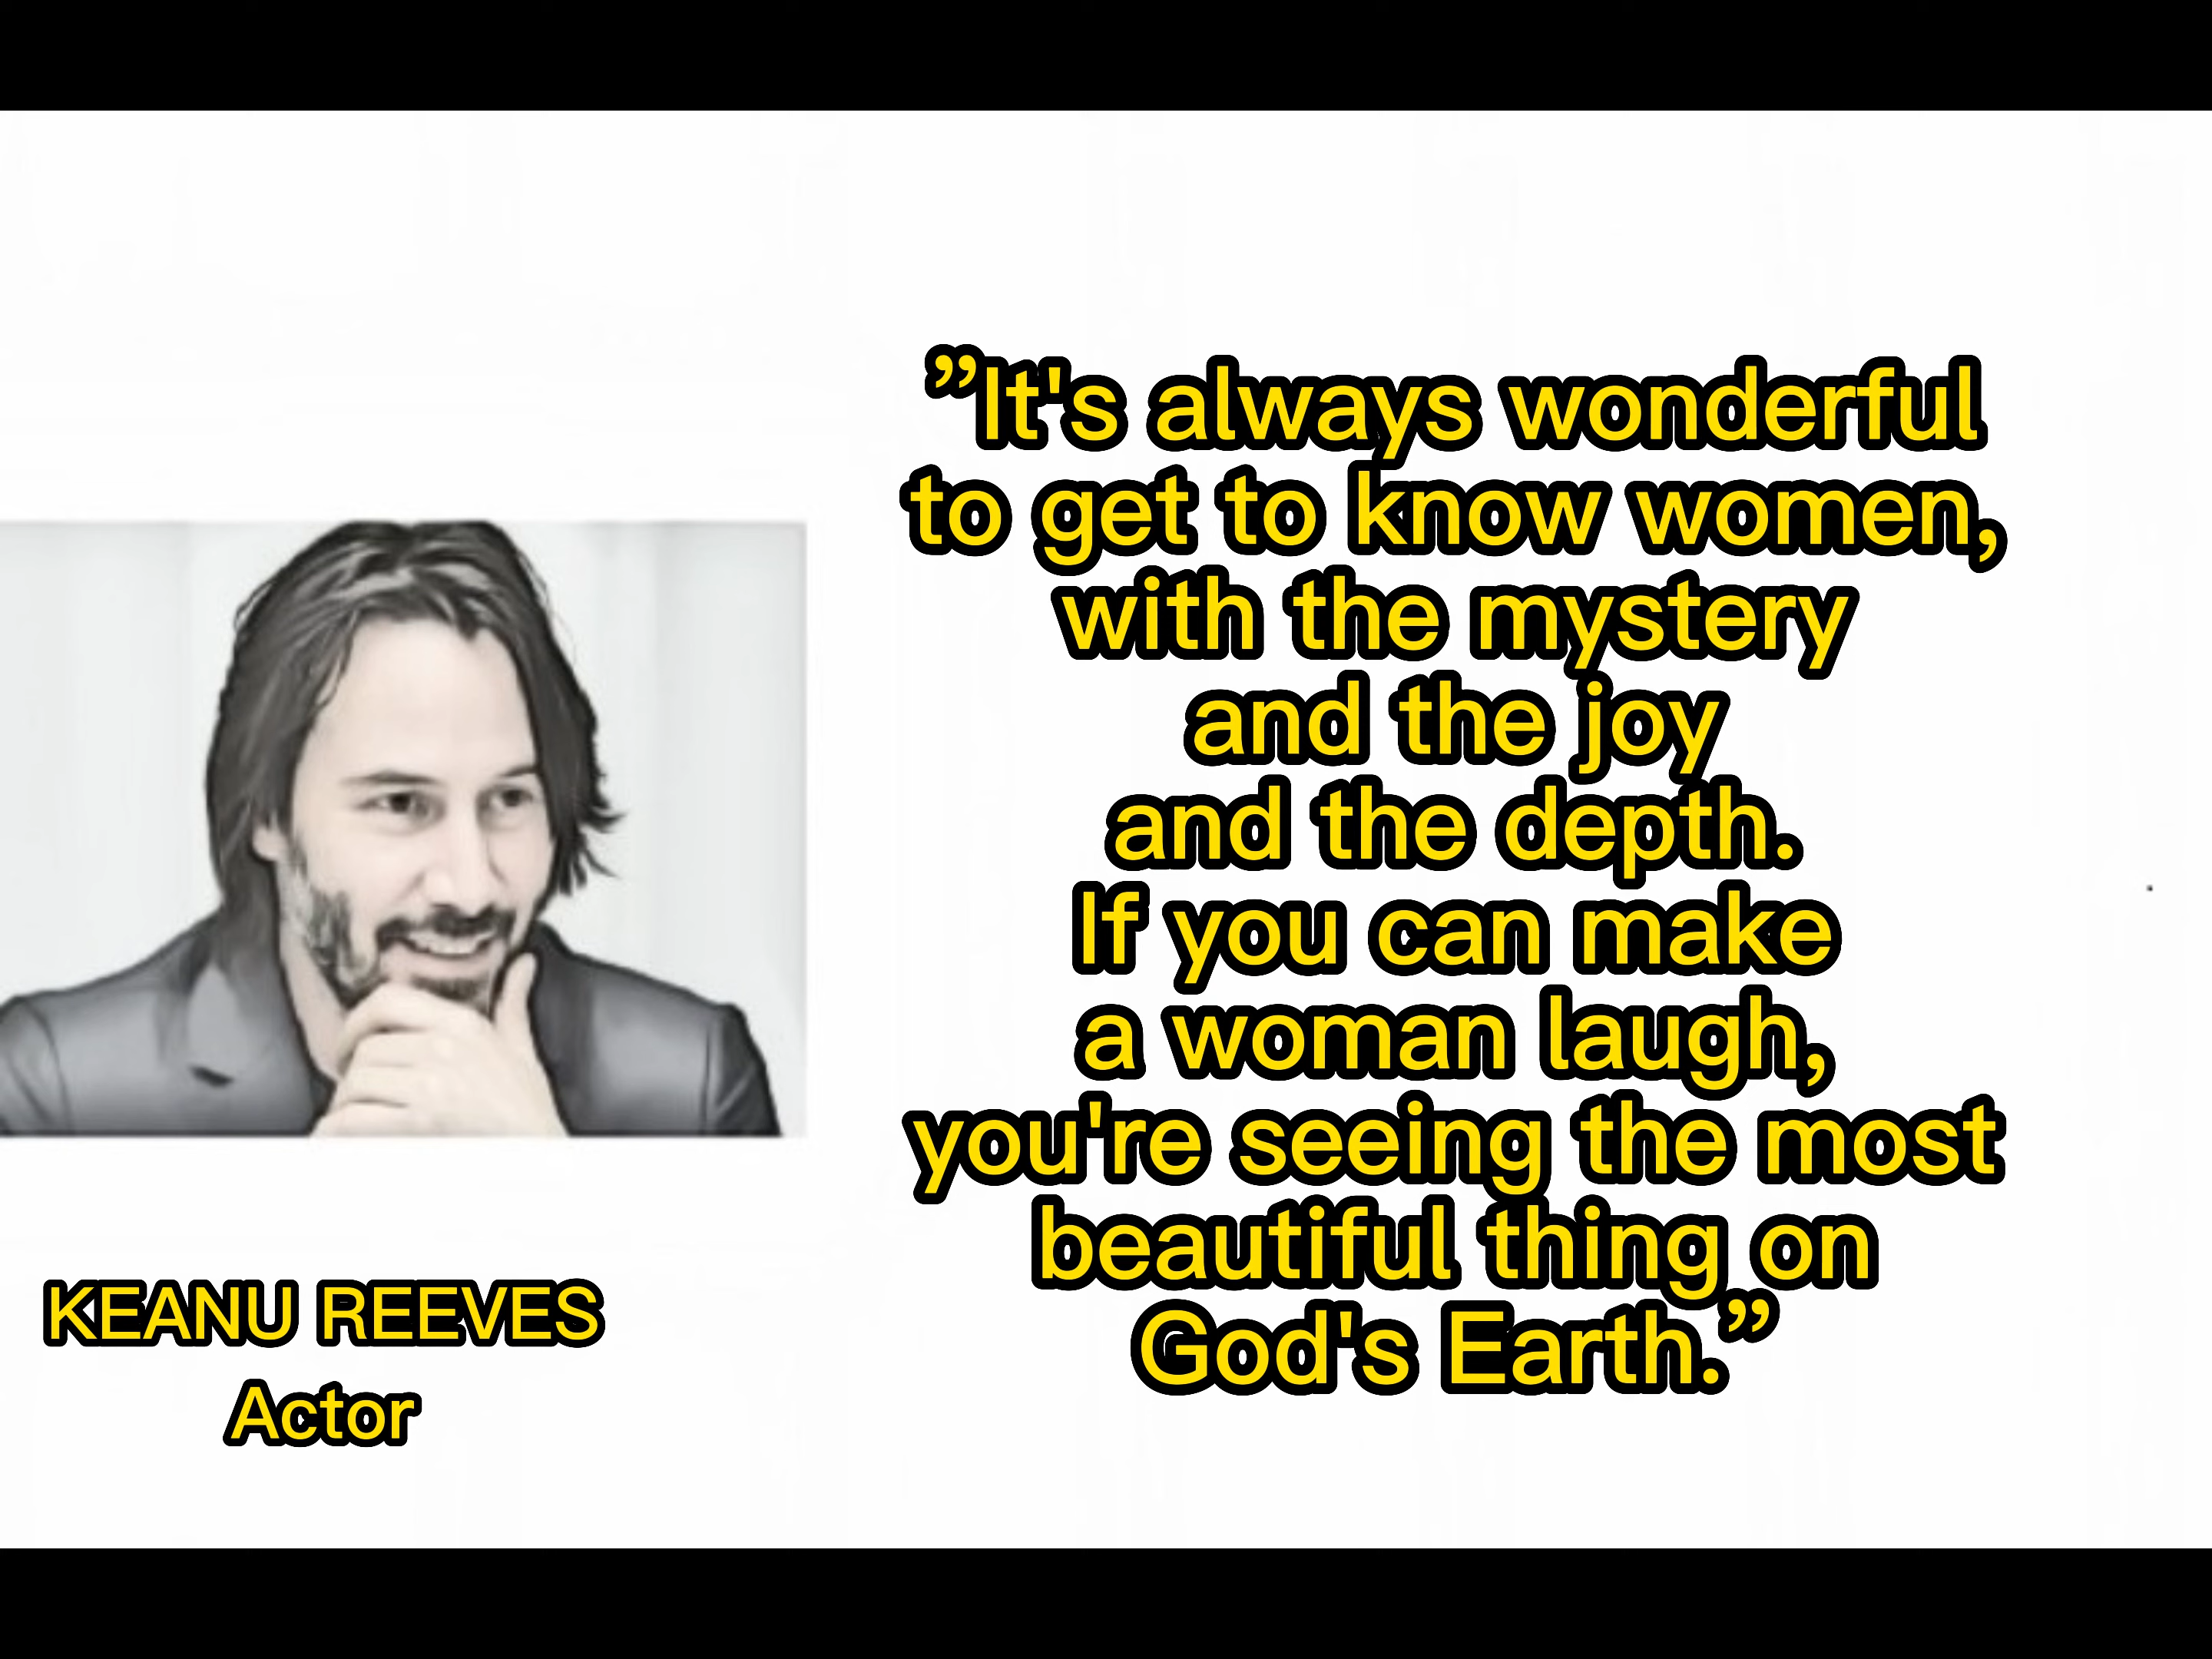 ”It's always wonderful
to get to know women,
with the mystery
and the joy
and the depth.
If you can make
a woman laugh,
you're seeing the most
beautiful thing on
God's Earth.”
KEANU REEVES
Actor